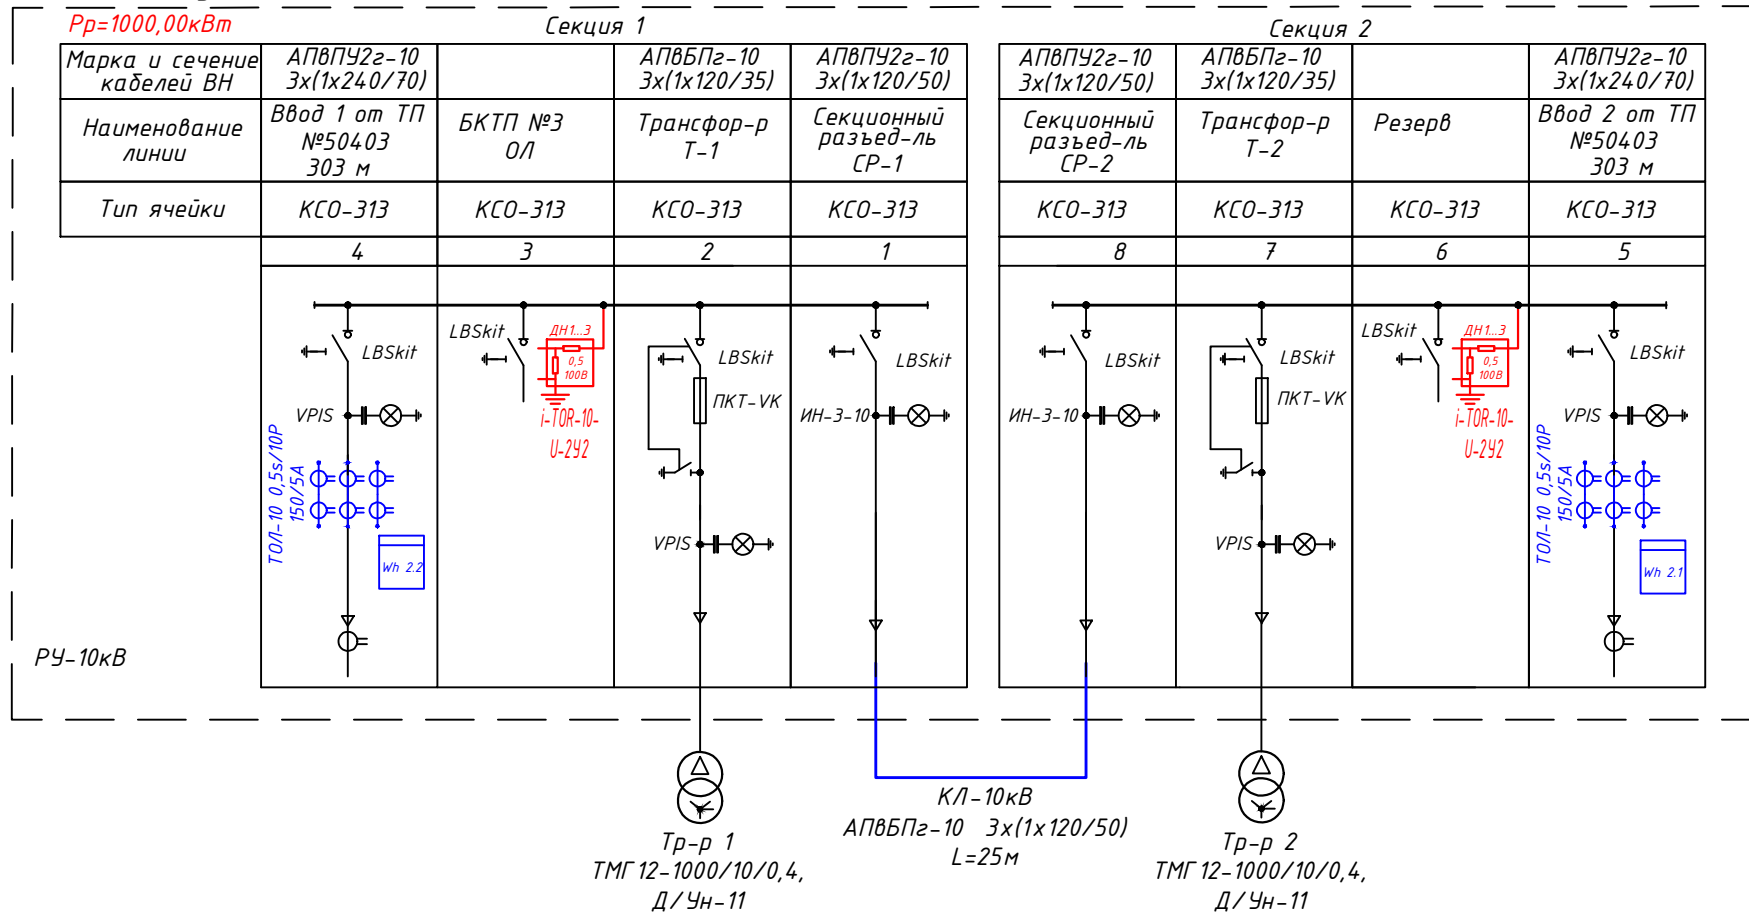 Рр=1000,00кВт
Секция 1
Секция 2
Марка и сечение кабелей ВН
АПвПУ2г-10
3х(1х240/70)
АПвБПг-10
3х(1х120/35)
АПвПУ2г-10
3х(1х120/50)
АПвПУ2г-10
3х(1х120/50)
АПвБПг-10
3х(1х120/35)
АПвПУ2г-10
3х(1х240/70)
Наименование
линии
Ввод 1 от ТП
№50403
303 м
БКТП №3
ОЛ
Трансфор-р
Т-1
Секционный
разъед-ль
СР-1
Секционный
разъед-ль
СР-2
Трансфор-р
Т-2
Резерв
Ввод 2 от ТП
№50403
303 м
Тип ячейки
КСО-313
КСО-313
КСО-313
КСО-313
КСО-313
КСО-313
КСО-313
КСО-313
4
3
2
1
8
7
6
5
LBSkit
VPIS
ТОЛ-10 0,5s/10Р
150/5А
Wh 2.2
LBSkit
ДН1...3
0,5
100В
i-TOR-10-
U-2У2
LBSkit
ПКТ-VK
VPIS
LBSkit
ИН-3-10
LBSkit
ИН-3-10
LBSkit
ПКТ-VK
VPIS
LBSkit
ДН1...3
0,5
100В
i-TOR-10-
U-2У2
LBSkit
VPIS
ТОЛ-10 0,5s/10Р
150/5А
Wh 2.1
РУ-10кВ
Тр-р 1
ТМГ12-1000/10/0,4,
Д/Ун-11
КЛ-10кВ
АПвБПг-10 3х(1х120/50)
L=25м
Тр-р 2
ТМГ12-1000/10/0,4,
Д/Ун-11